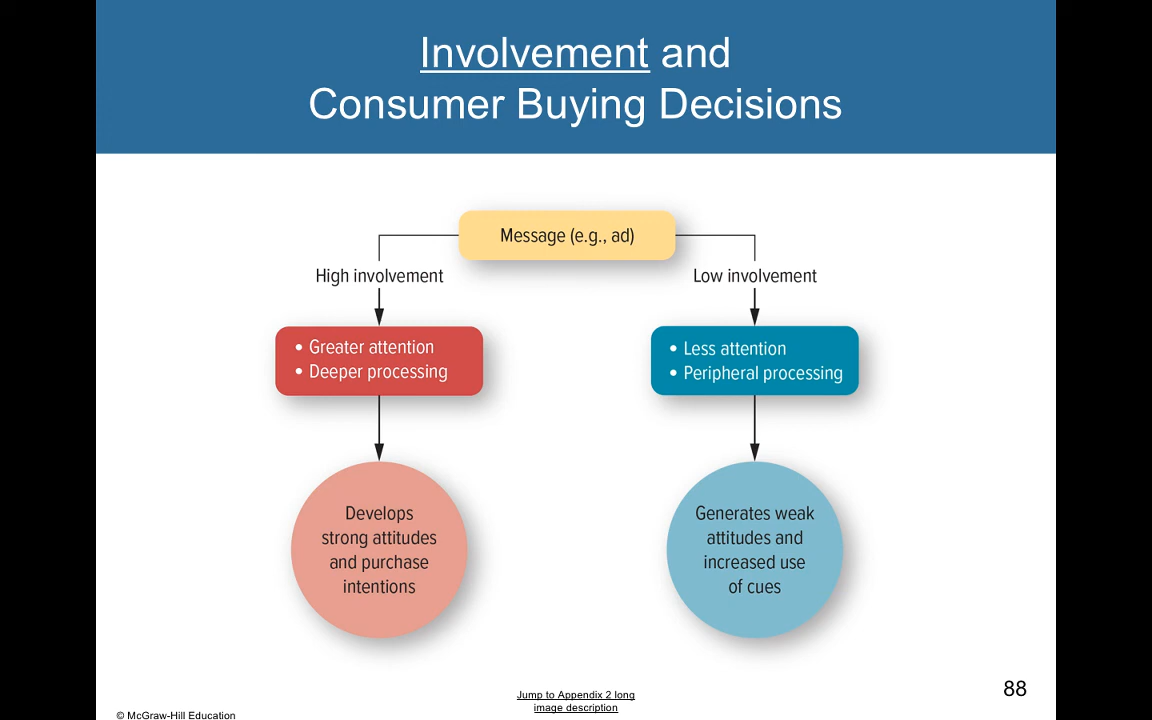 Involvement and
Consumer Buying Decisions
Message (e.g., ad)
High involvement
Low involvement
• Greater attention
• Deeper processing
• Less attention
• Peripheral processing
Develops
strong attitudes
and purchase
intentions
Generates weak
attitudes and
increased use
of cues
Jump to Appendix 2 long
image description
88
© McGraw-Hill Education